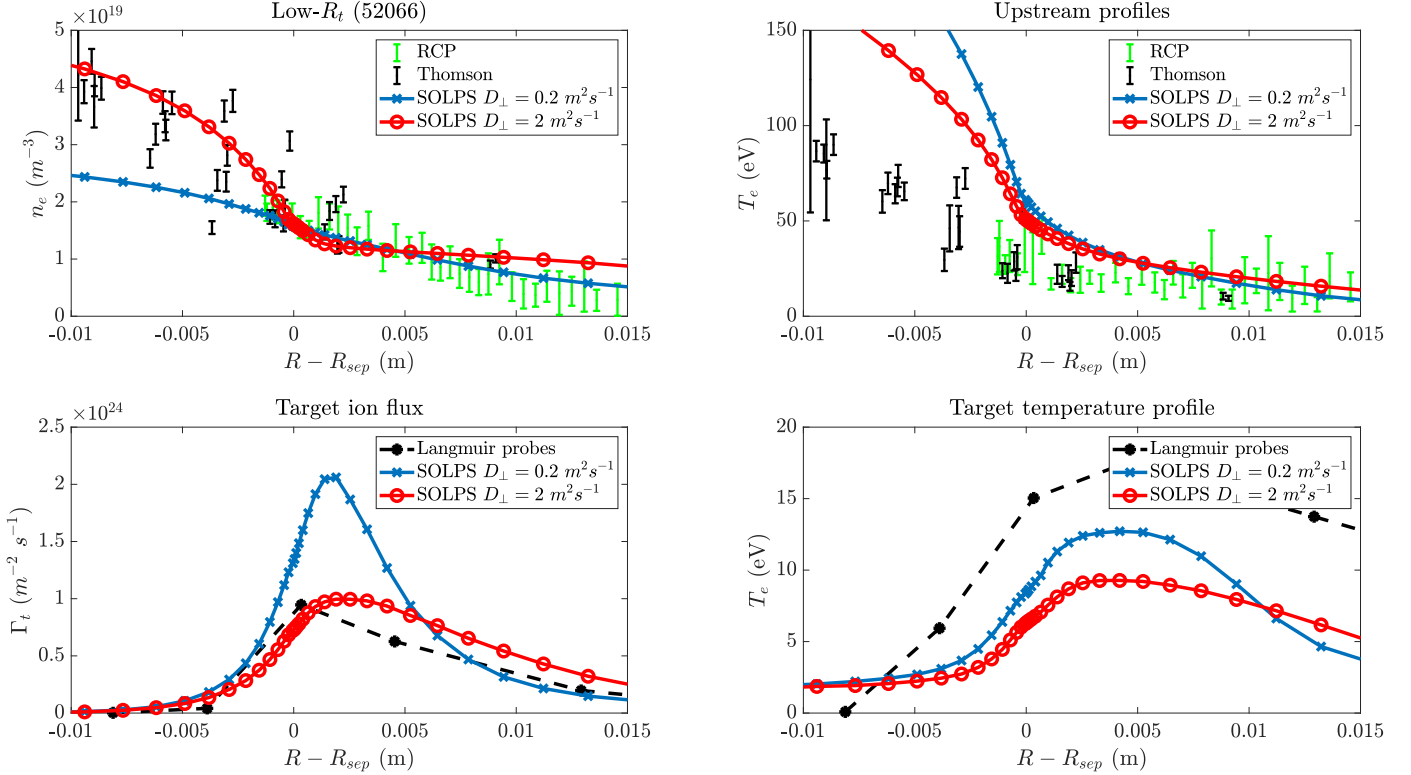 Low-R_t (52066)
×10^19
n_e (m^−3)
5
4
3
2
1
0
-0.01 -0.005 0 0.005 0.01 0.015
R − R_sep (m)
RCP
Thomson
SOLPS D_⊥ = 0.2 m^2s^−1
SOLPS D_⊥ = 2 m^2s^−1
Upstream profiles
T_e (eV)
150
100
50
0
-0.01 -0.005 0 0.005 0.01 0.015
R − R_sep (m)
RCP
Thomson
SOLPS D_⊥ = 0.2 m^2s^−1
SOLPS D_⊥ = 2 m^2s^−1
Target ion flux
×10^24
Γ_t (m^−2 s^−1)
2.5
2
1.5
1
0.5
0
-0.01 -0.005 0 0.005 0.01 0.015
R − R_sep (m)
Langmuir probes
SOLPS D_⊥ = 0.2 m^2s^−1
SOLPS D_⊥ = 2 m^2s^−1
Target temperature profile
T_e (eV)
20
15
10
5
0
-0.01 -0.005 0 0.005 0.01 0.015
R − R_sep (m)
Langmuir probes
SOLPS D_⊥ = 0.2 m^2s^−1
SOLPS D_⊥ = 2 m^2s^−1